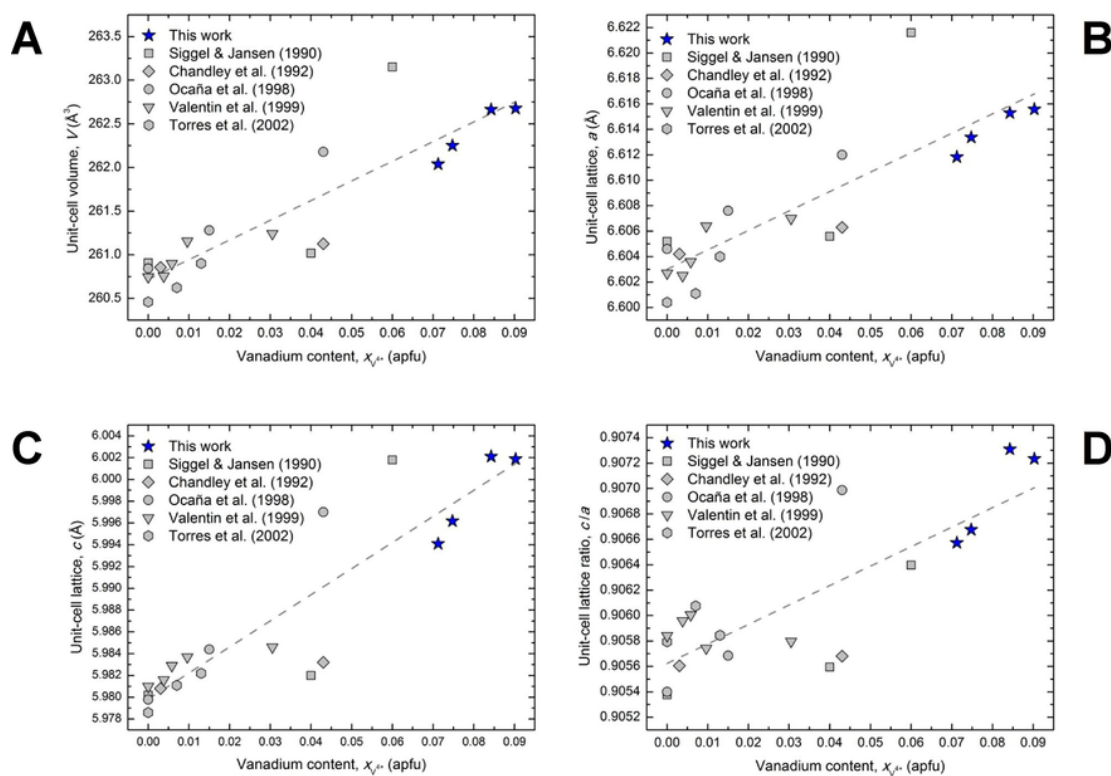 A
263.5
263.0
262.5
262.0
261.5
261.0
260.5
Unit-cell volume, V (Å³)
This work
Siggel & Jansen (1990)
Chandley et al. (1992)
Ocaña et al. (1998)
Valentin et al. (1999)
Torres et al. (2002)
0.00 0.01 0.02 0.03 0.04 0.05 0.06 0.07 0.08 0.09
Vanadium content, xV⁴⁺ (apfu)
B
6.622
6.620
6.618
6.616
6.614
6.612
6.610
6.608
6.606
6.604
6.602
6.600
Unit-cell lattice, a (Å)
This work
Siggel & Jansen (1990)
Chandley et al. (1992)
Ocaña et al. (1998)
Valentin et al. (1999)
Torres et al. (2002)
0.00 0.01 0.02 0.03 0.04 0.05 0.06 0.07 0.08 0.09
Vanadium content, xV⁴⁺ (apfu)
C
6.004
6.002
6.000
5.998
5.996
5.994
5.992
5.990
5.988
5.986
5.984
5.982
5.980
5.978
Unit-cell lattice, c (Å)
This work
Siggel & Jansen (1990)
Chandley et al. (1992)
Ocaña et al. (1998)
Valentin et al. (1999)
Torres et al. (2002)
0.00 0.01 0.02 0.03 0.04 0.05 0.06 0.07 0.08 0.09
Vanadium content, xV⁴⁺ (apfu)
D
0.9074
0.9072
0.9070
0.9068
0.9066
0.9064
0.9062
0.9060
0.9058
0.9056
0.9054
0.9052
Unit-cell lattice ratio, c/a
This work
Siggel & Jansen (1990)
Chandley et al. (1992)
Ocaña et al. (1998)
Valentin et al. (1999)
Torres et al. (2002)
0.00 0.01 0.02 0.03 0.04 0.05 0.06 0.07 0.08 0.09
Vanadium content, xV⁴⁺ (apfu)